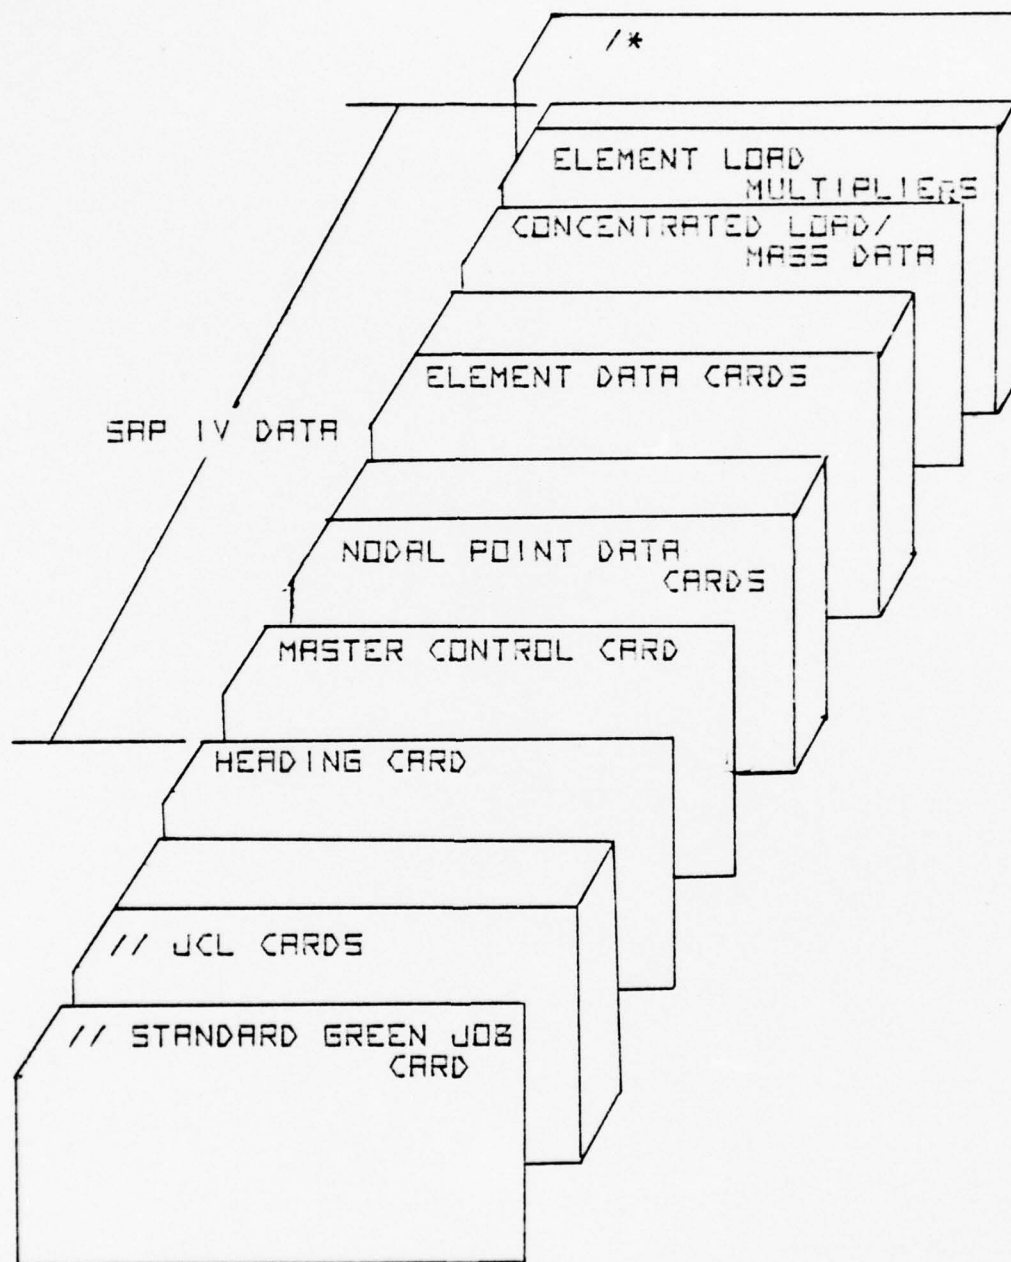 /*
ELEMENT LOAD
MULTIPLIERS
CONCENTRATED LOAD/
MASS DATA
ELEMENT DATA CARDS
SAP IV DATA
NODAL POINT DATA
CARDS
MASTER CONTROL CARD
HEADING CARD
// JCL CARDS
// STANDARD GREEN JOB
CARD